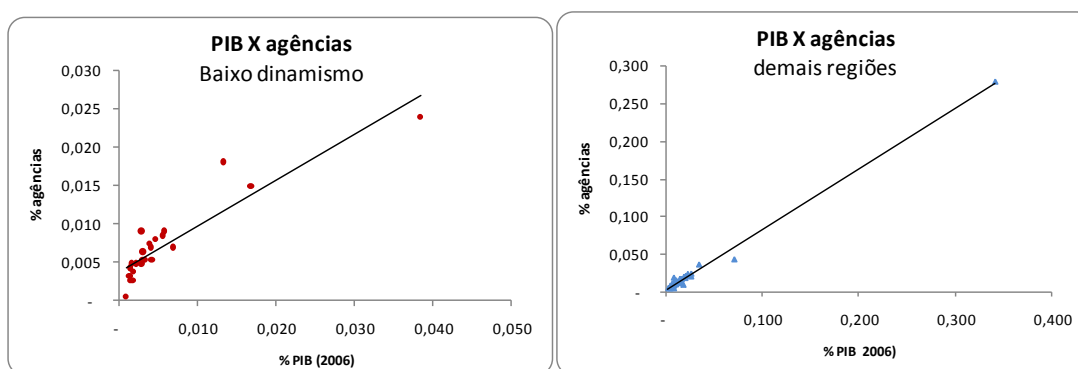 PIB X agências
Baixo dinamismo
0,030
0,025
0,020
0,015
0,010
0,005
-
% agências
- 0,010 0,020 0,030 0,040 0,050
% PIB (2006)
PIB X agências
demais regiões
0,300
0,250
0,200
0,150
0,100
0,050
-
% agências
- 0,100 0,200 0,300 0,400
% PIB 2006)